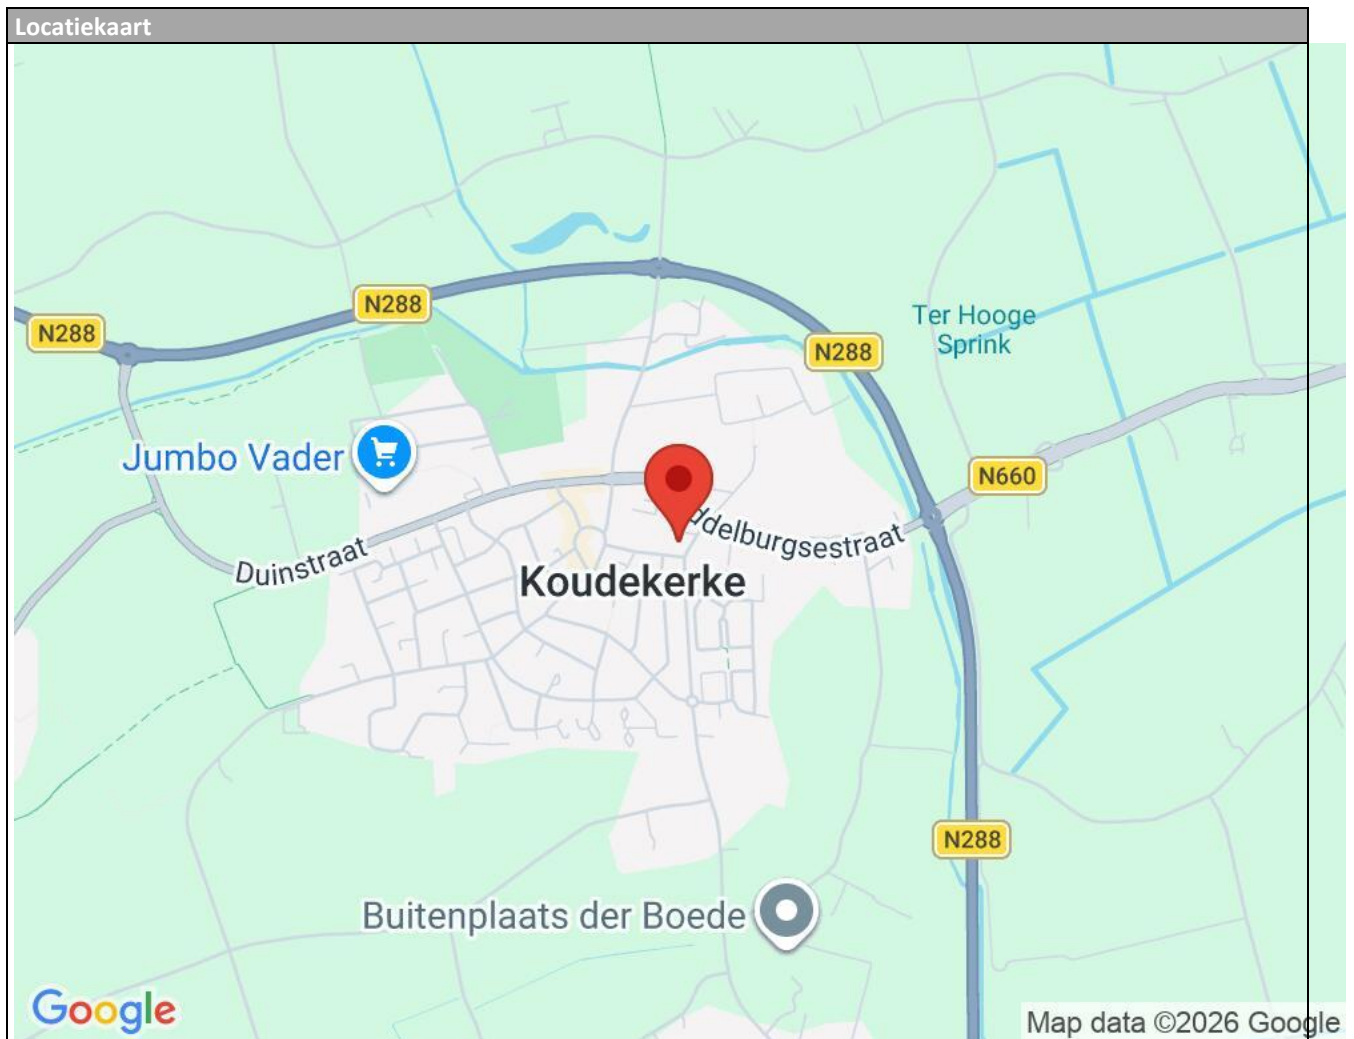 Locatiekaart
N288
N288
Ter Hooge
Sprink
N288
Jumbo Vader
N660
ddelburgsestraat
Duinstraat
Koudekerke
N288
Buitenplaats der Boede
Google
Map data ©2026 Google